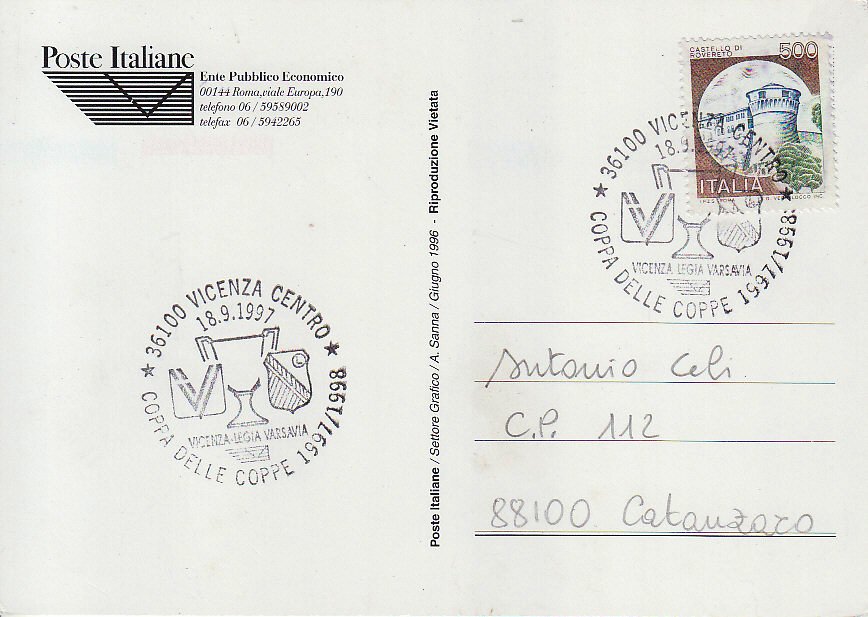 Poste Italiane
Ente Pubblico Economico
00144 Roma,viale Europa,190
telefono 06 / 59589002
telefax 06 / 5942265
Poste Italiane / Settore Grafico / A. Sanna / Giugno 1996 - Riproduzione Vietata
CASTELLO DI
ROVERETO
500
ITALIA
★ 36100 VICENZA CENTRO ★
18.9.1997
VICENZA-LEGIA VARSAVIA
COPPA DELLE COPPE 1997/1998
★ 36100 VICENZA CENTRO ★
18.9.1997
L
VICENZA-LEGIA VARSAVIA
COPPA DELLE COPPE 1997/1998
Antonio Celi
C.P. 112
88100 Catanzaro